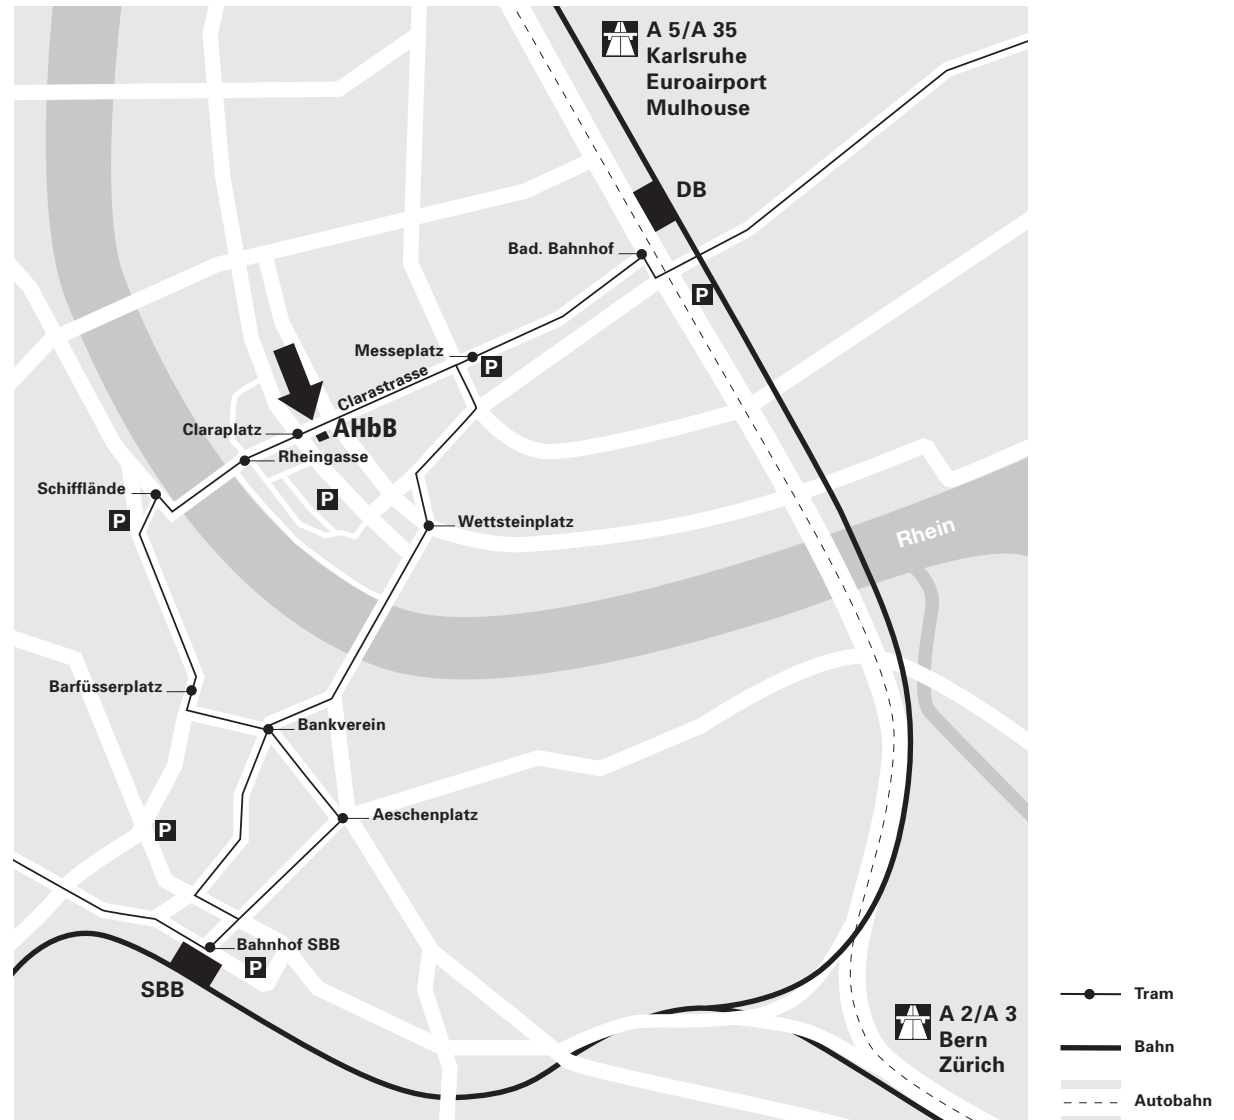 A 5/A 35
Karlsruhe
Euroairport
Mulhouse
DB
Bad. Bahnhof
P
Messeplatz
P
Clarastrasse
Claraplatz
AHbB
Rheingasse
Schifflände
P
P
Wettsteinplatz
Rhein
Barfüsserplatz
Bankverein
Aeschenplatz
P
Bahnhof SBB
P
SBB
A 2/A 3
Bern
Zürich
Tram
Bahn
Autobahn